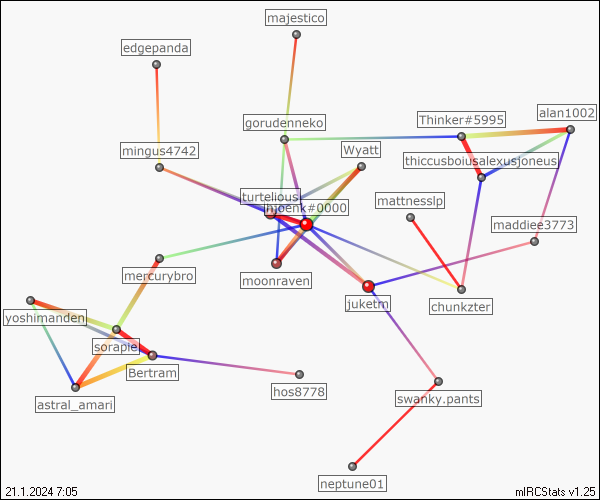 majestico
edgepanda
alan1002
Thinker#5995
gorudenneko
mingus4742
Wyatt
thiccusboiusalexusjoneus
turtelious
mattnesslp
hjoenk#0000
maddiee3773
mercurybro
moonraven
juketm
chunkzter
yoshimanden
sorapie
Bertram
hos8778
swanky.pants
astral_amari
neptune01
21.1.2024 7:05
mIRCStats v1.25